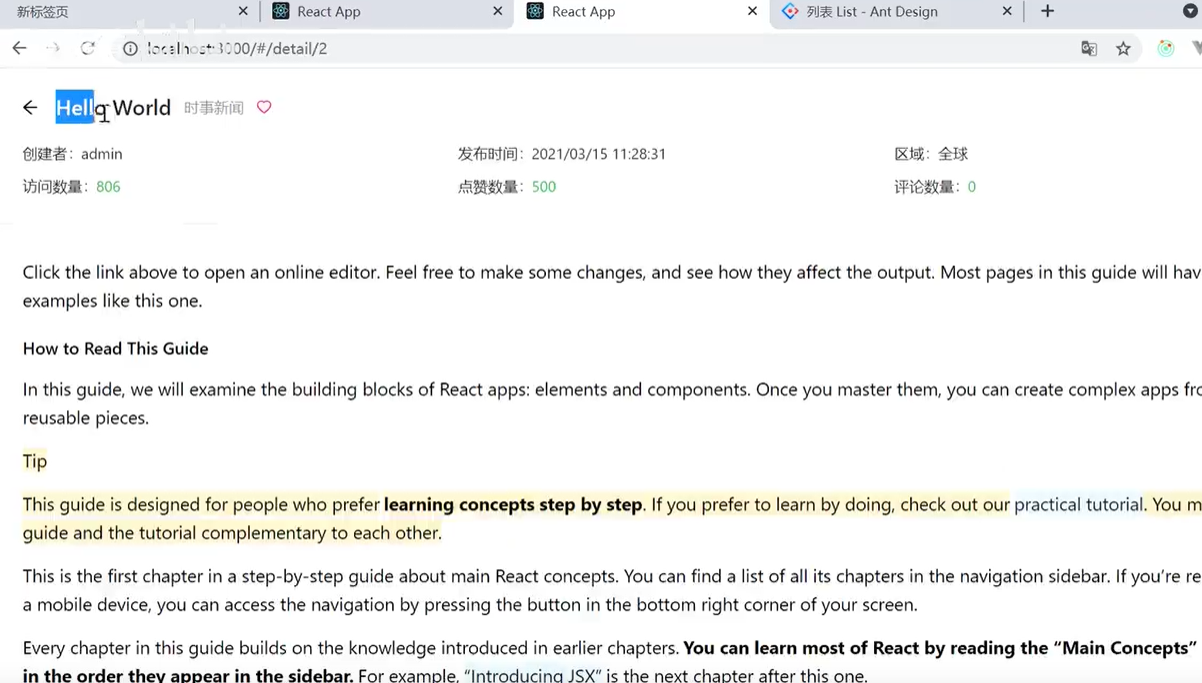 新标签页
React App
React App
列表 List - Ant Design
localhost:3000/#/detail/2
Hello World 时事新闻
创建者：admin
发布时间：2021/03/15 11:28:31
区域：全球
访问数量：806
点赞数量：500
评论数量：0
Click the link above to open an online editor. Feel free to make some changes, and see how they affect the output. Most pages in this guide will hav
examples like this one.
How to Read This Guide
In this guide, we will examine the building blocks of React apps: elements and components. Once you master them, you can create complex apps fro
reusable pieces.
Tip
This guide is designed for people who prefer learning concepts step by step. If you prefer to learn by doing, check out our practical tutorial. You m
guide and the tutorial complementary to each other.
This is the first chapter in a step-by-step guide about main React concepts. You can find a list of all its chapters in the navigation sidebar. If you’re re
a mobile device, you can access the navigation by pressing the button in the bottom right corner of your screen.
Every chapter in this guide builds on the knowledge introduced in earlier chapters. You can learn most of React by reading the “Main Concepts”
in the order they appear in the sidebar. For example, “Introducing JSX” is the next chapter after this one.